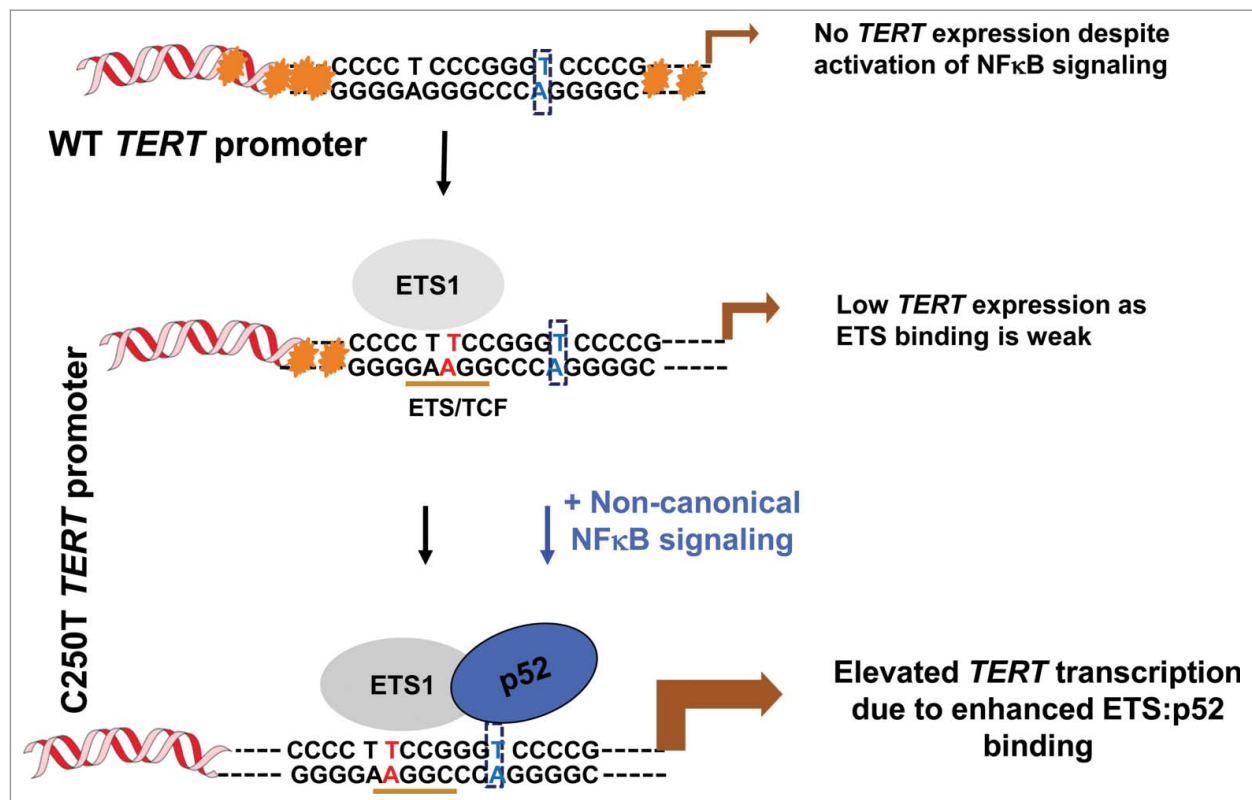 CCCC T CCCGGGT CCCCG
GGGGAGGGCCCAGGGGC
No TERT expression despite
activation of NFκB signaling
WT TERT promoter
ETS1
CCCC T TCCGGGT CCCCG
GGGGAAGGCCCAGGGGC
ETS/TCF
Low TERT expression as
ETS binding is weak
C250T TERT promoter
+ Non-canonical
NFκB signaling
ETS1
p52
CCCC T TCCGGGT CCCCG
GGGGAAGGCCCAGGGGC
Elevated TERT transcription
due to enhanced ETS:p52
binding